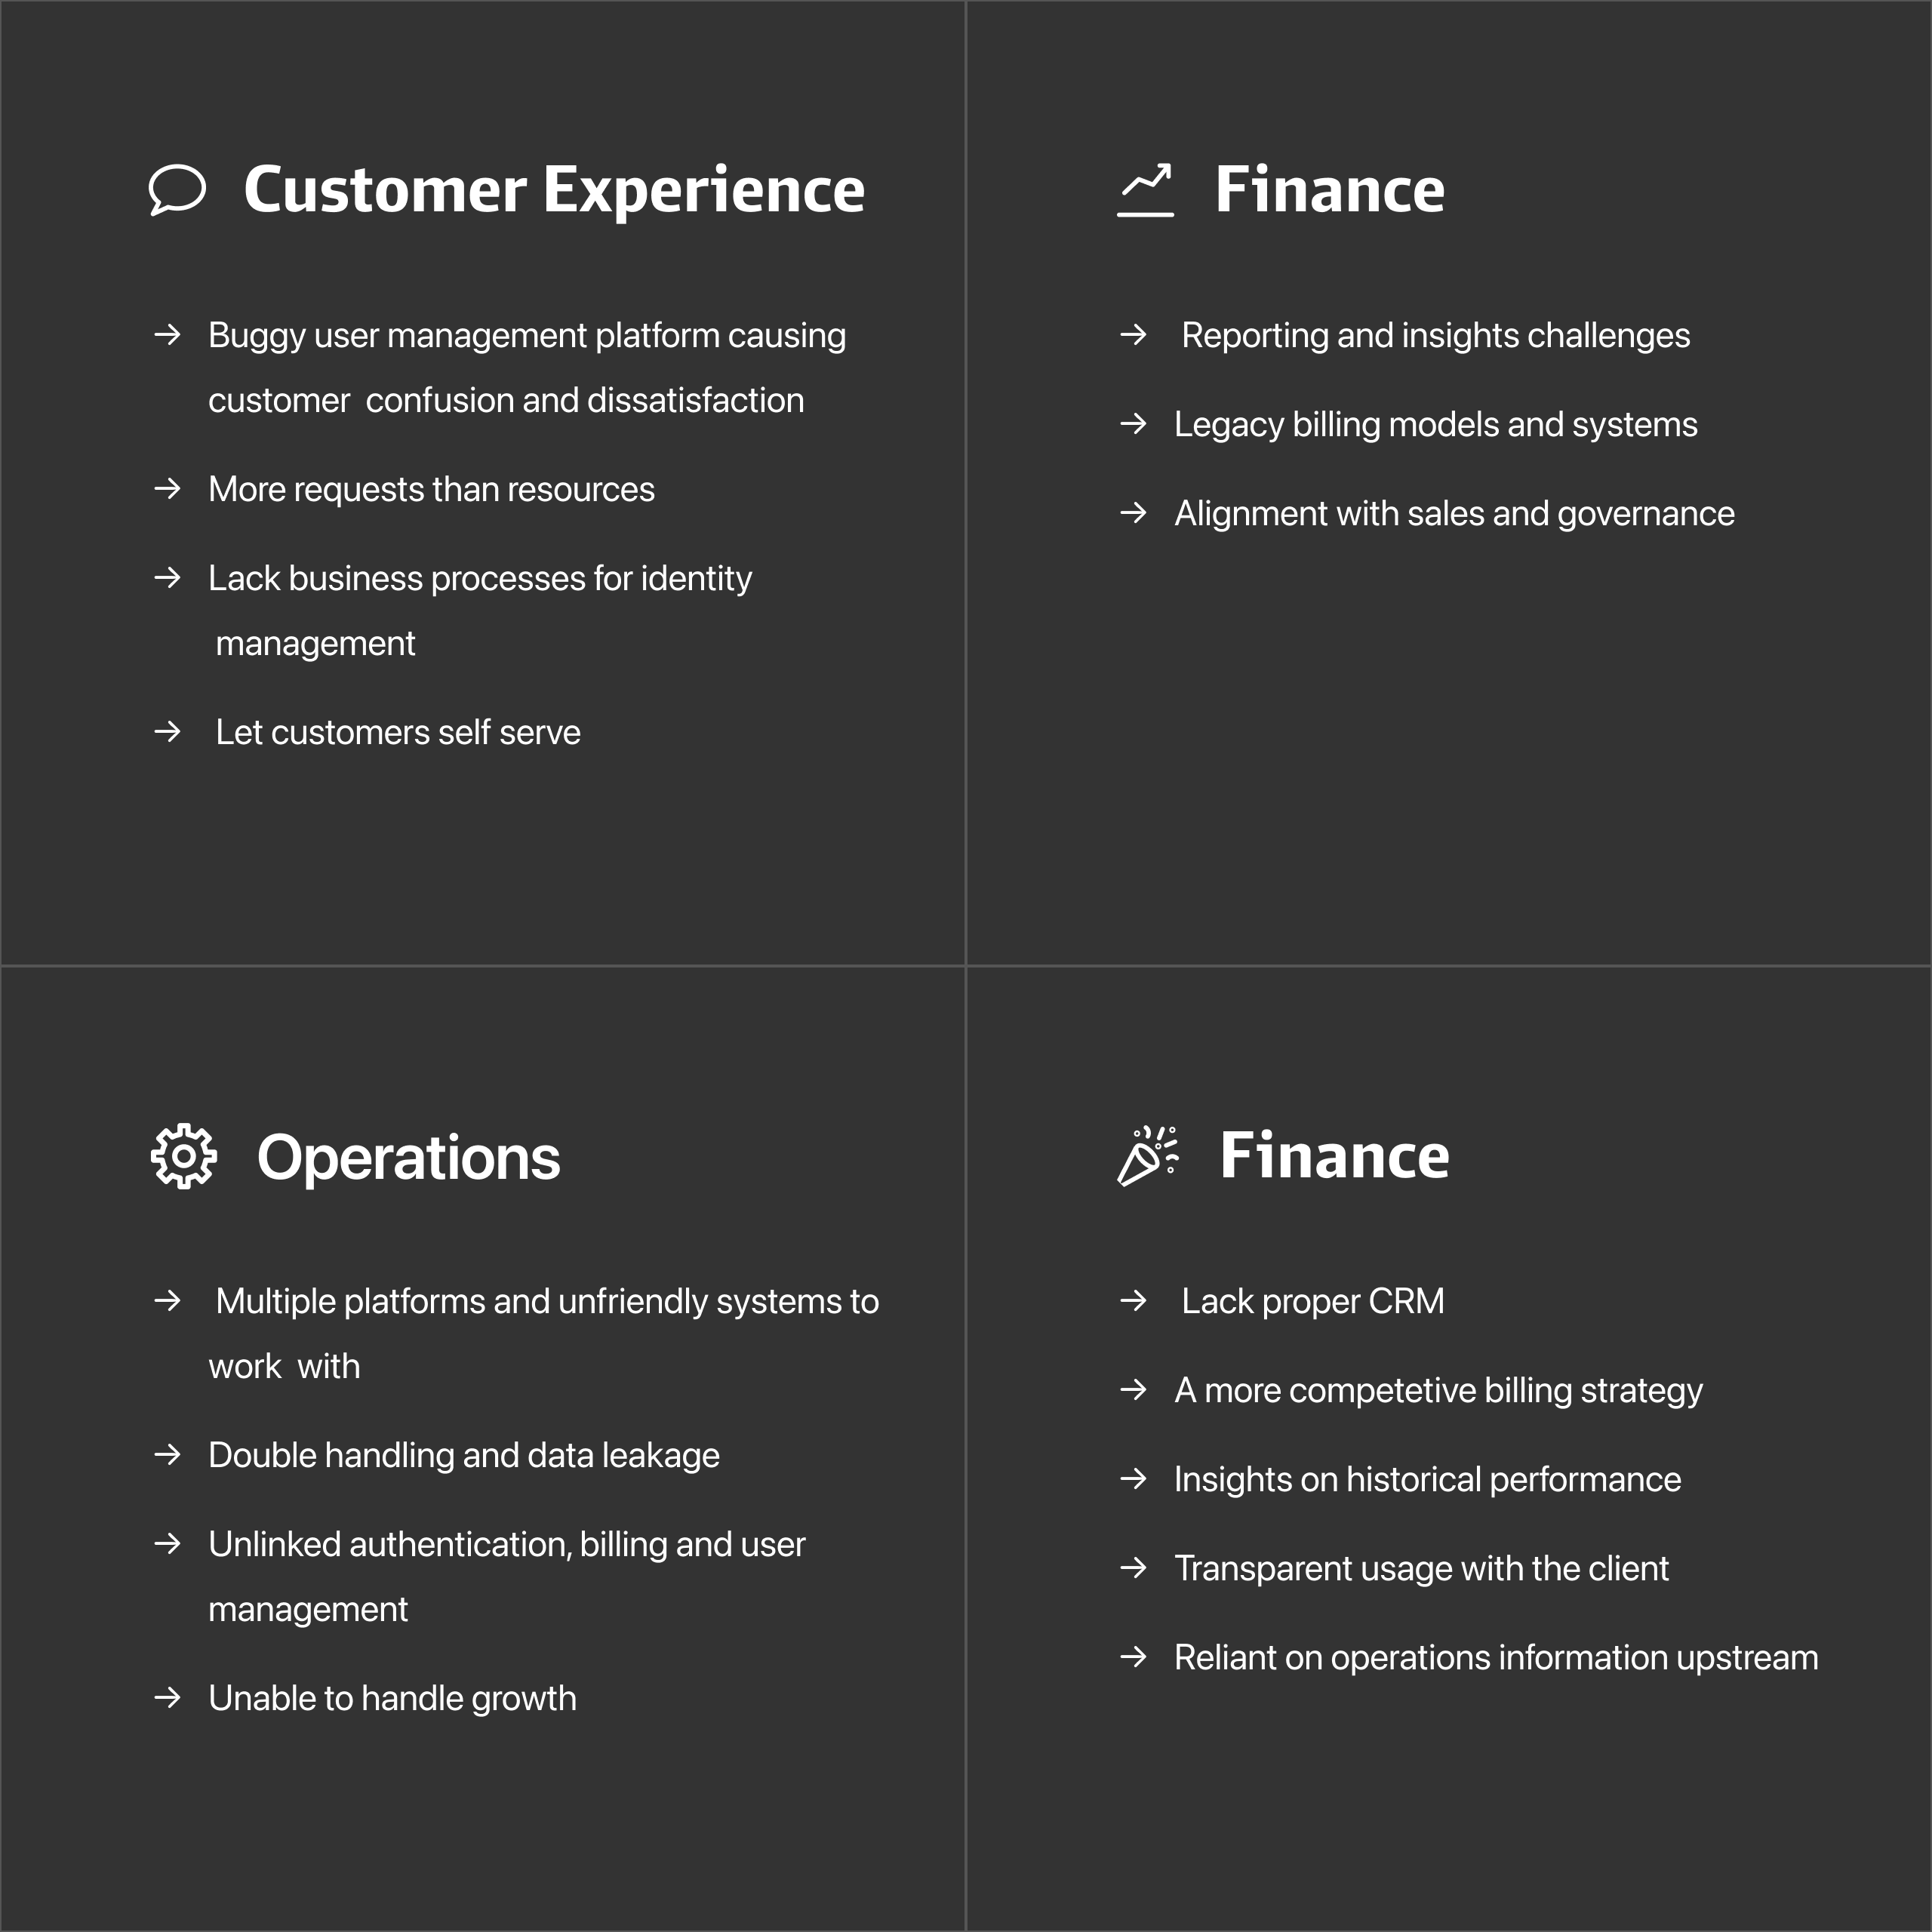 Customer Experience
Buggy user management platform causing
customer confusion and dissatisfaction
More requests than resources
Lack business processes for identity
management
Let customers self serve
Finance
Reporting and insights challenges
Legacy billing models and systems
Alignment with sales and governance
Operations
Multiple platforms and unfriendly systems to
work with
Double handling and data leakage
Unlinked authentication, billing and user
management
Unable to handle growth
Finance
Lack proper CRM
A more competetive billing strategy
Insights on historical performance
Transparent usage with the client
Reliant on operations information upstream